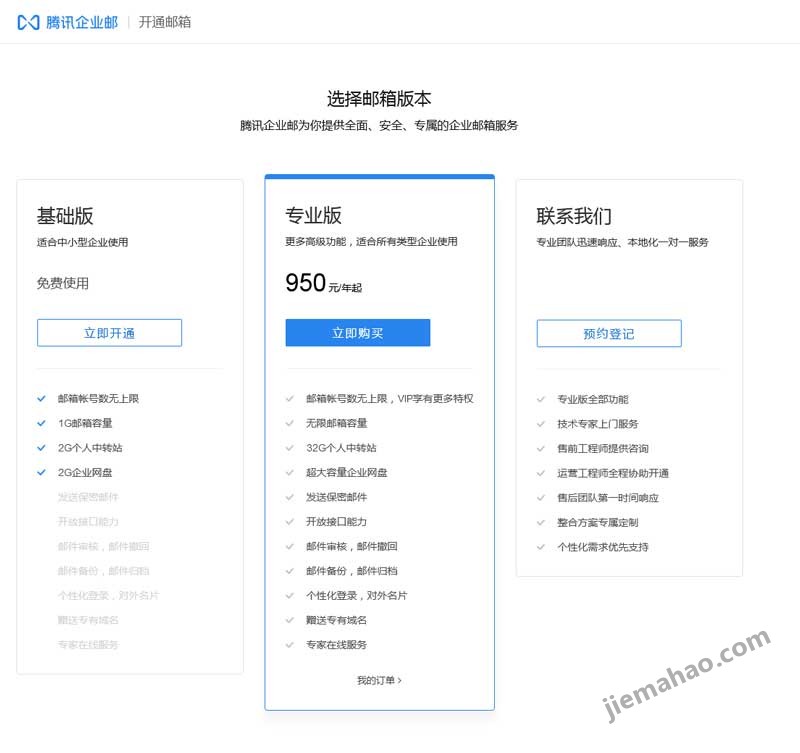 腾讯企业邮 | 开通邮箱
选择邮箱版本
腾讯企业邮为你提供全面、安全、专属的企业邮箱服务
基础版
适合中小型企业使用
免费使用
立即开通
邮箱帐号数无上限
1G邮箱容量
2G个人中转站
2G企业网盘
发送保密邮件
开放接口能力
邮件审核，邮件撤回
邮件备份，邮件归档
个性化登录，对外名片
赠送专有域名
专家在线服务
专业版
更多高级功能，适合所有类型企业使用
950元/年起
立即购买
邮箱帐号数无上限，VIP享有更多特权
无限邮箱容量
32G个人中转站
超大容量企业网盘
发送保密邮件
开放接口能力
邮件审核，邮件撤回
邮件备份，邮件归档
个性化登录，对外名片
赠送专有域名
专家在线服务
我的订单 >
联系我们
专业团队迅速响应、本地化一对一服务
预约登记
专业版全部功能
技术专家上门服务
售前工程师提供咨询
运营工程师全程协助开通
售后团队第一时间响应
整合方案专属定制
个性化需求优先支持
jiemahao.com